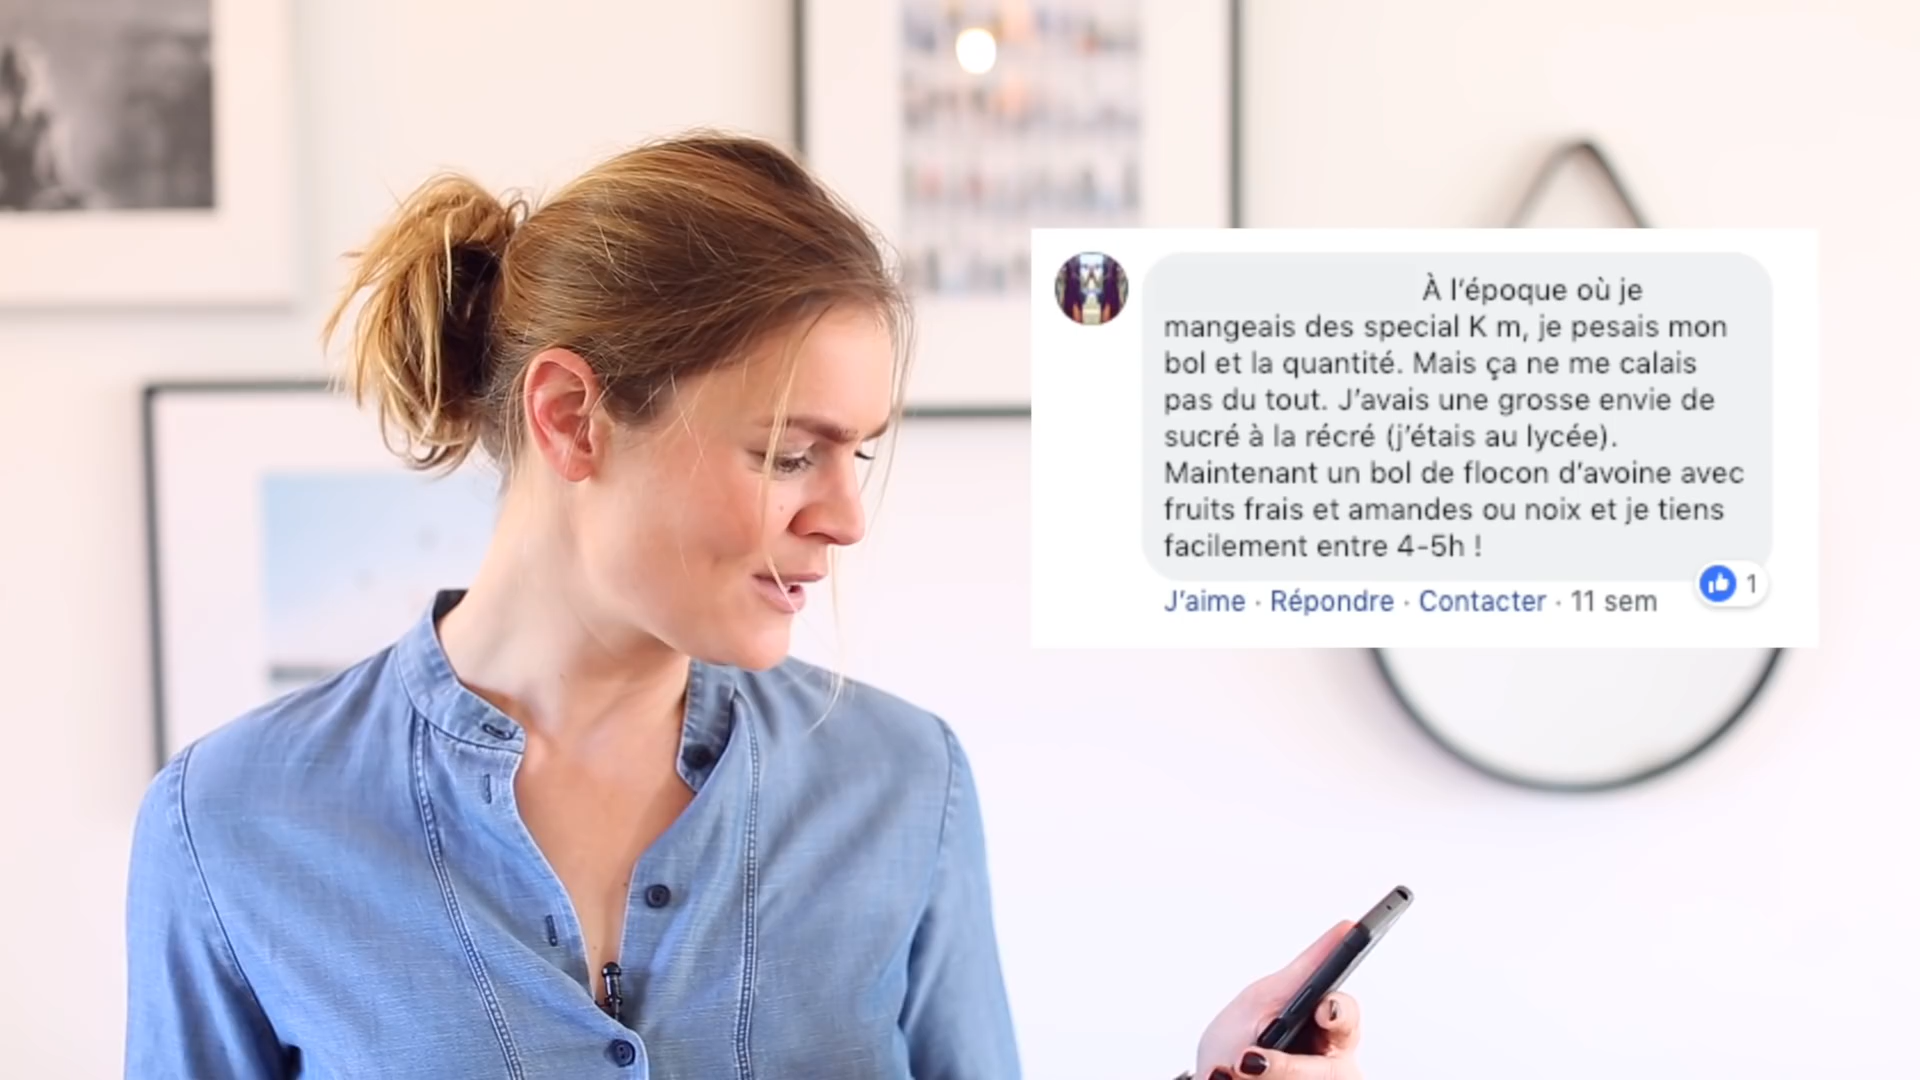 À l'époque où je
mangeais des special K m, je pesais mon
bol et la quantité. Mais ça ne me calais
pas du tout. J'avais une grosse envie de
sucré à la récré (j'étais au lycée).
Maintenant un bol de flocon d'avoine avec
fruits frais et amandes ou noix et je tiens
facilement entre 4-5h !
J'aime · Répondre · Contacter · 11 sem
1